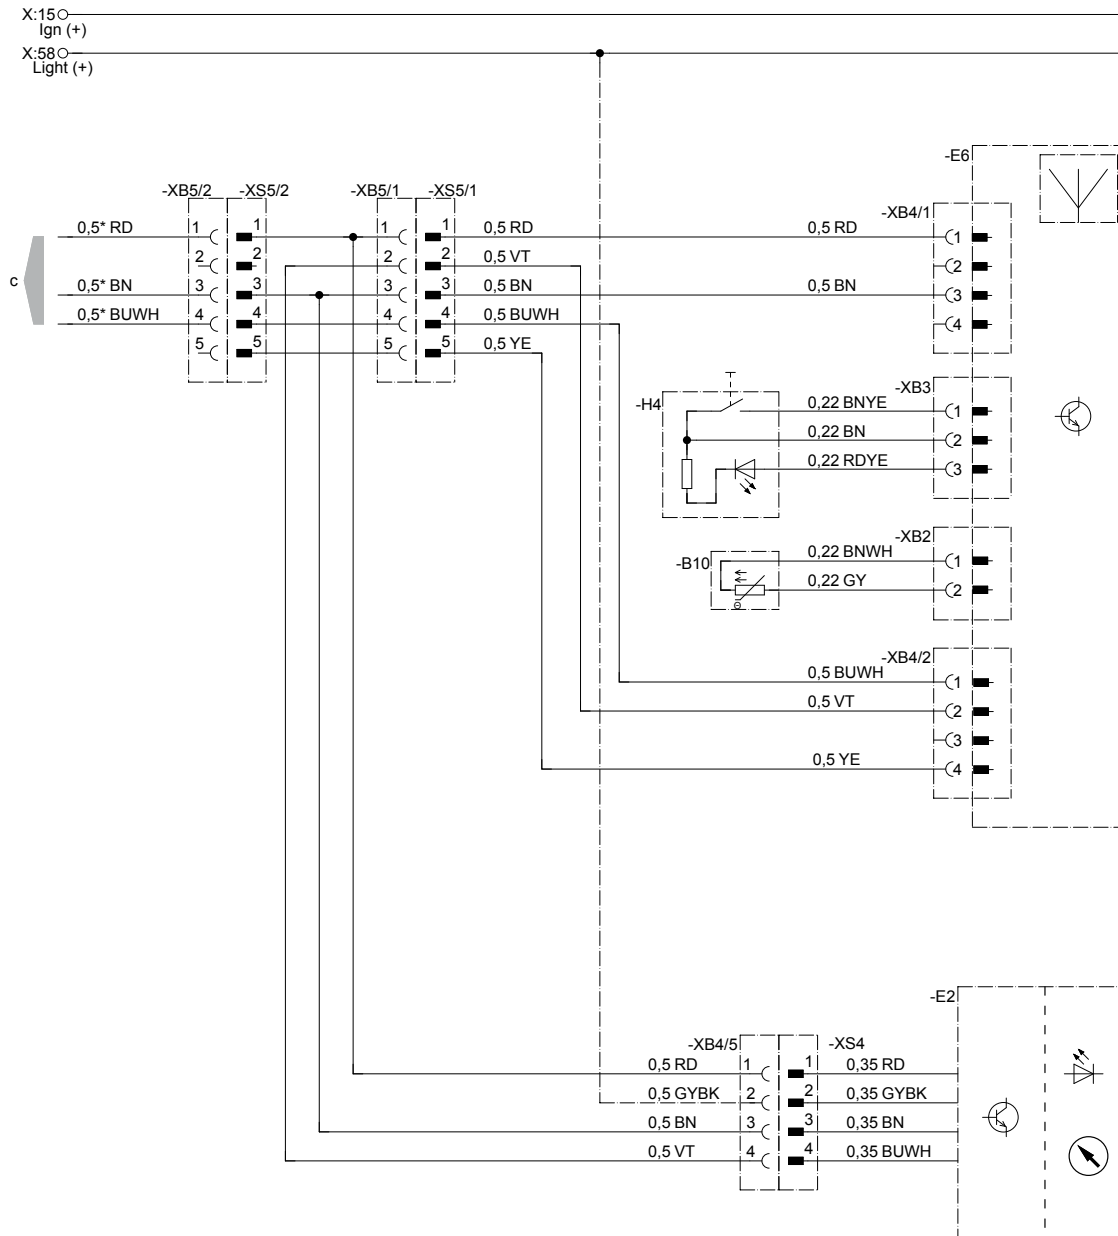 X:15
Ign (+)
X:58
Light (+)
-E6
-XB5/2 -XS5/2 -XB5/1 -XS5/1
-XB4/1
0,5* RD 1 1 1 1 0,5 RD 0,5 RD 1
2 2 2 2 0,5 VT 2
c
0,5* BN 3 3 3 3 0,5 BN 0,5 BN 3
0,5* BUWH 4 4 4 4 0,5 BUWH 4
5 5 5 5 0,5 YE
-H4 -XB3
0,22 BNYE 1
0,22 BN 2
0,22 RDYE 3
-XB2
-B10 0,22 BNWH 1
0,22 GY 2
-XB4/2
0,5 BUWH 1
0,5 VT 2
3
0,5 YE 4
-E2
-XB4/5 -XS4
0,5 RD 1 1 0,35 RD
0,5 GYBK 2 2 0,35 GYBK
0,5 BN 3 3 0,35 BN
0,5 VT 4 4 0,35 BUWH